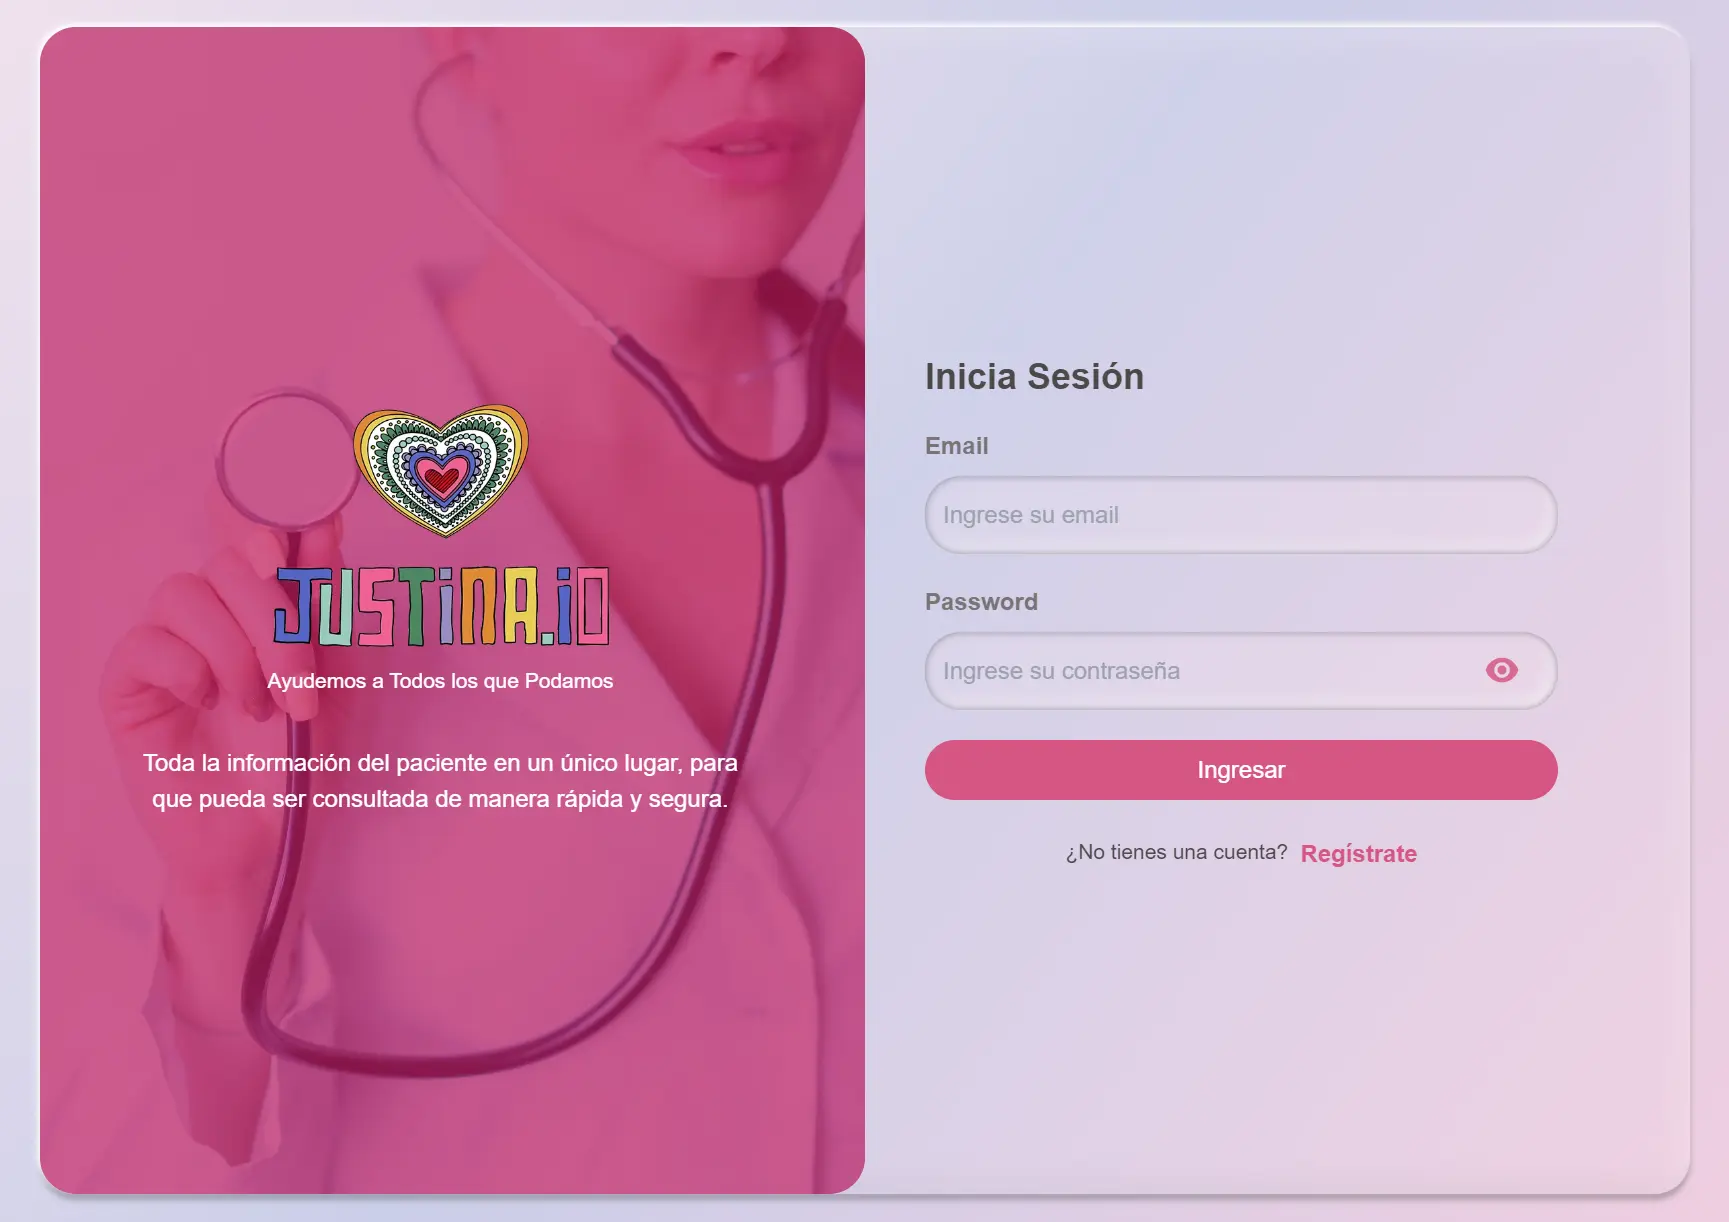 JUSTINA.IO
Ayudemos a Todos los que Podamos
Toda la información del paciente en un único lugar, para
que pueda ser consultada de manera rápida y segura.
Inicia Sesión
Email
Ingrese su email
Password
Ingrese su contraseña
Ingresar
¿No tienes una cuenta? Regístrate